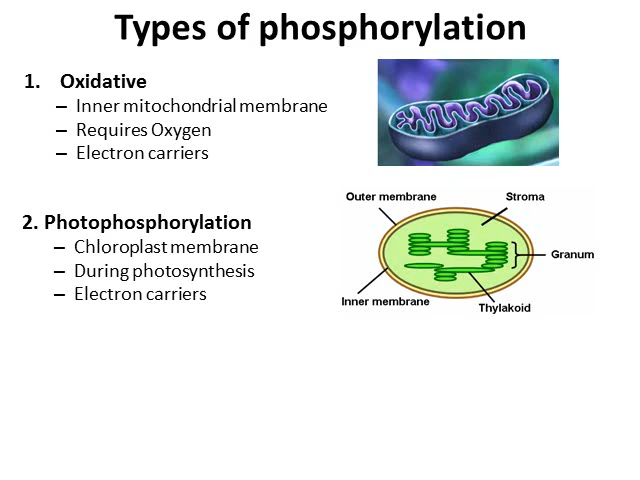 Types of phosphorylation
1. Oxidative
– Inner mitochondrial membrane
– Requires Oxygen
– Electron carriers
2. Photophosphorylation
– Chloroplast membrane
– During photosynthesis
– Electron carriers
Outer membrane
Stroma
Granum
Inner membrane
Thylakoid